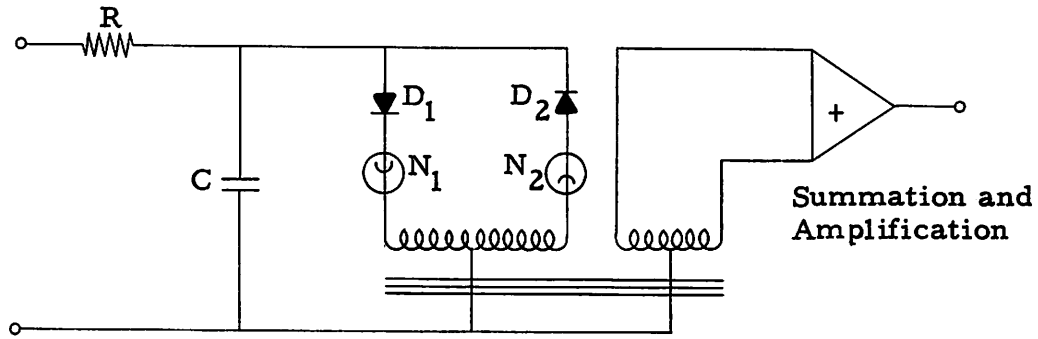 R
D1
D2
N1
N2
C
+
Summation and
Amplification